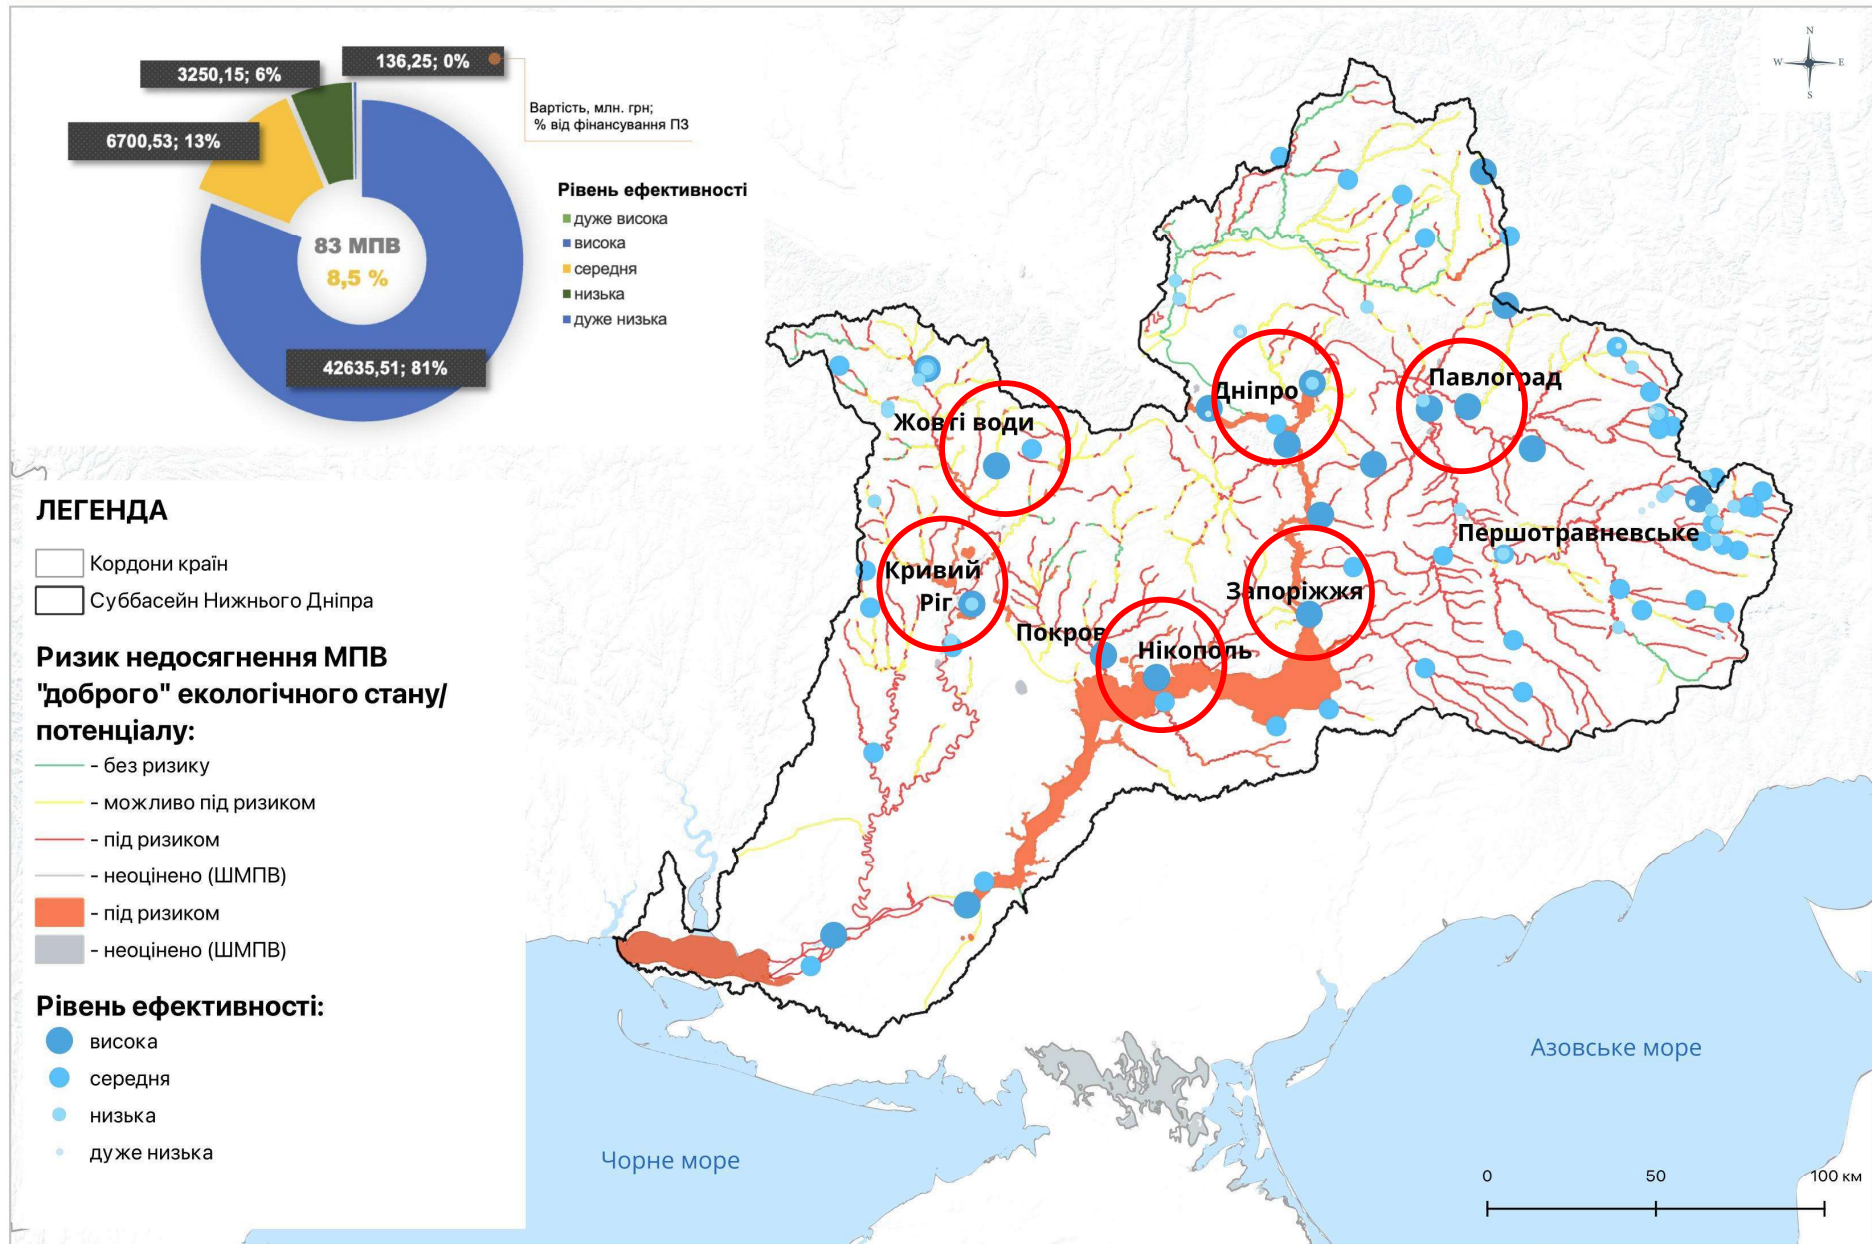 3250,15; 6%
136,25; 0%
6700,53; 13%
Вартість, млн. грн;
% від фінансування ПЗ
Рівень ефективності
дуже висока
висока
середня
низька
дуже низька
83 МПВ
8,5 %
42635,51; 81%
N
W
E
S
Дніпро
Павлоград
Жовті води
Першотравневське
Кривий
Ріг
Запоріжжя
Покров
Нікополь
ЛЕГЕНДА
Кордони країн
Суббасейн Нижнього Дніпра
Ризик недосягнення МПВ
"доброго" екологічного стану/
потенціалу:
- без ризику
- можливо під ризиком
- під ризиком
- неоцінено (ШМПВ)
- під ризиком
- неоцінено (ШМПВ)
Рівень ефективності:
висока
середня
низька
дуже низька
Чорне море
Азовське море
0
50
100 км